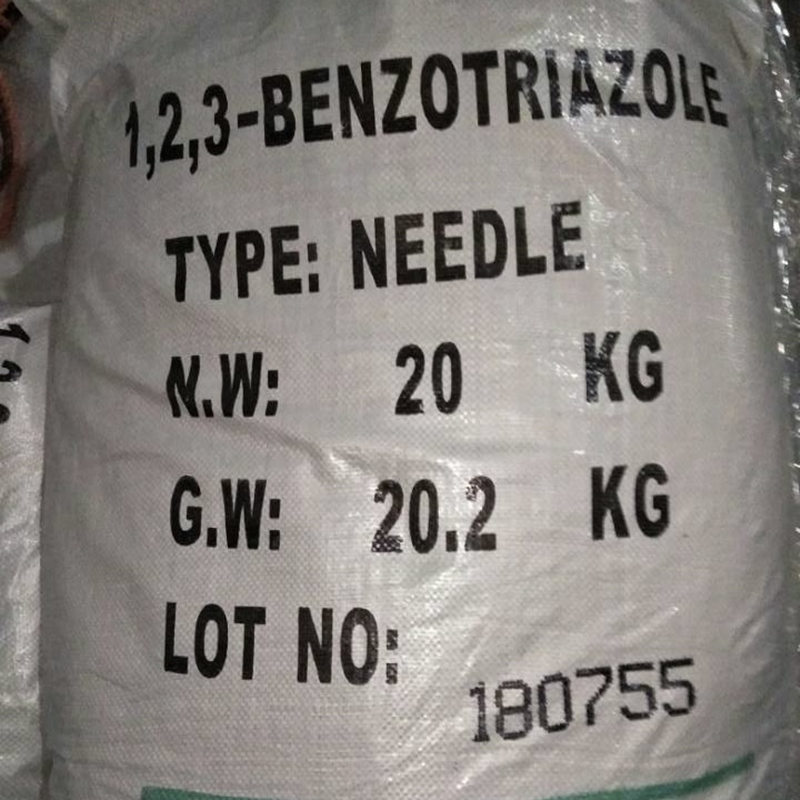 1,2,3-BENZOTRIAZOLE
TYPE: NEEDLE
N.W: 20 KG
G.W: 20.2 KG
LOT NO:
180755